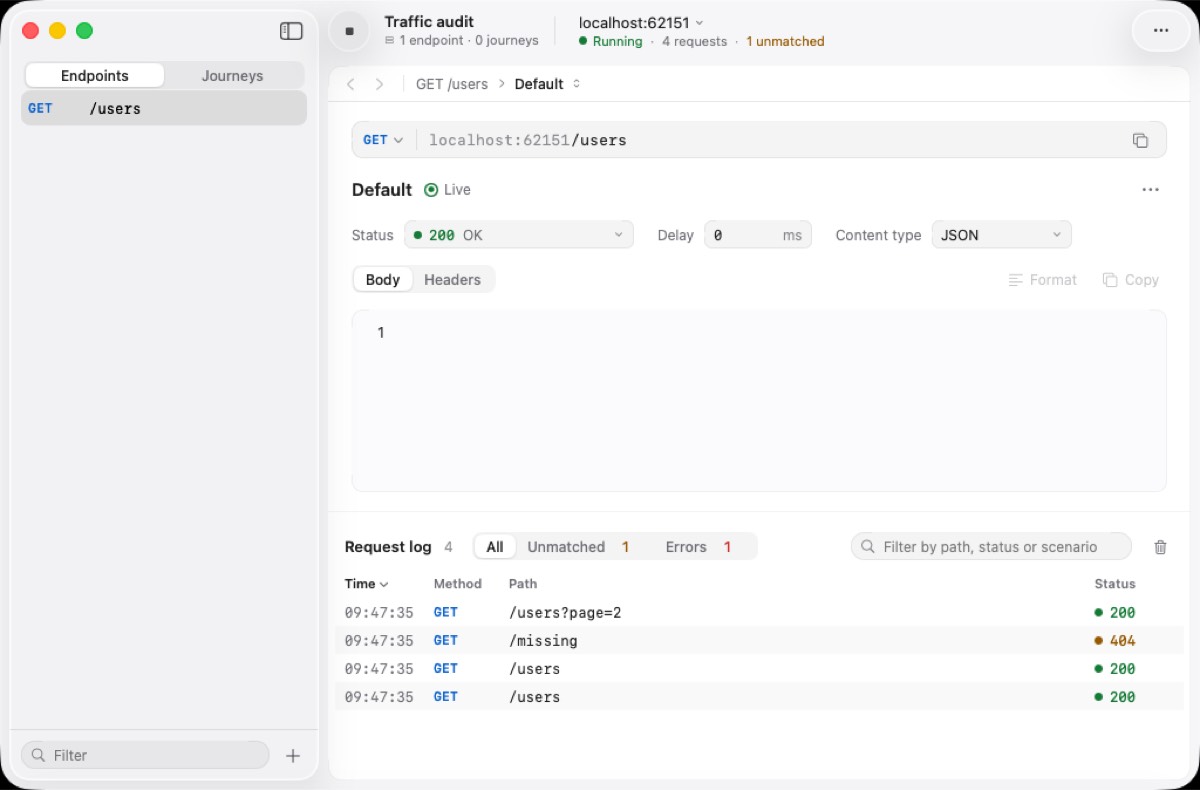 Traffic audit
1 endpoint · 0 journeys
localhost:62151
Running · 4 requests · 1 unmatched
Endpoints Journeys
GET /users
GET /users > Default
GET localhost:62151/users
Default Live
Status 200 OK Delay 0 ms Content type JSON
Body Headers Format Copy
1
Request log 4 All Unmatched 1 Errors 1 Filter by path, status or scenario
Time Method Path Status
09:47:35 GET /users?page=2 200
09:47:35 GET /missing 404
09:47:35 GET /users 200
09:47:35 GET /users 200
Filter